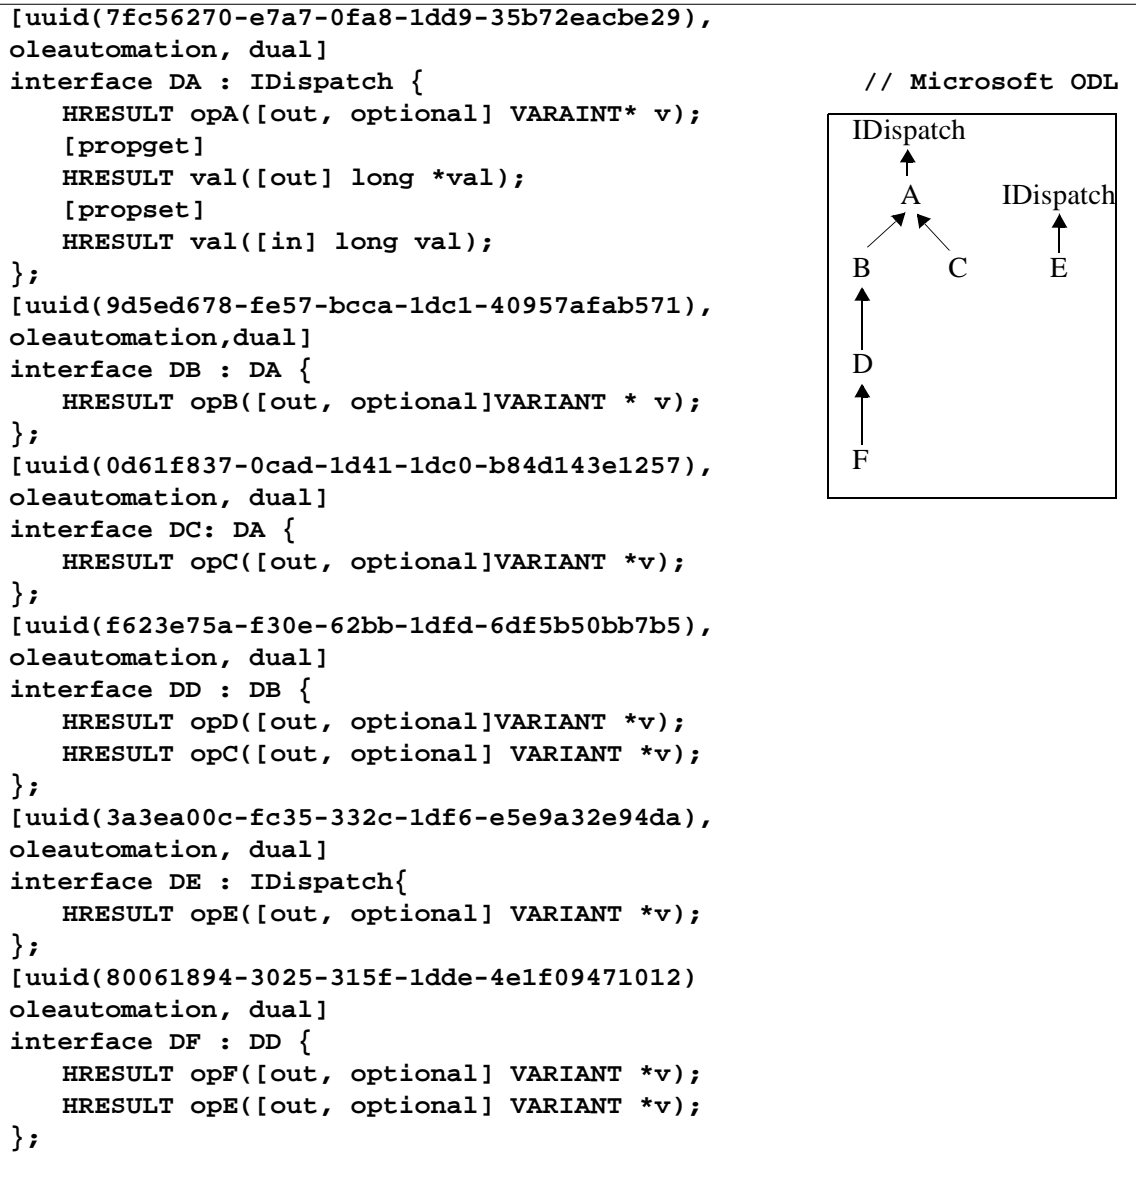 [uuid(7fc56270-e7a7-0fa8-1dd9-35b72eacbe29),
oleautomation, dual]
interface DA : IDispatch { // Microsoft ODL
HRESULT opA([out, optional] VARAINT* v);
[propget]
HRESULT val([out] long *val);
[propset]
HRESULT val([in] long val);
};
[uuid(9d5ed678-fe57-bcca-1dc1-40957afab571),
oleautomation,dual]
interface DB : DA {
HRESULT opB([out, optional]VARIANT * v);
};
[uuid(0d61f837-0cad-1d41-1dc0-b84d143e1257),
oleautomation, dual]
interface DC: DA {
HRESULT opC([out, optional]VARIANT *v);
};
[uuid(f623e75a-f30e-62bb-1dfd-6df5b50bb7b5),
oleautomation, dual]
interface DD : DB {
HRESULT opD([out, optional]VARIANT *v);
HRESULT opC([out, optional] VARIANT *v);
};
[uuid(3a3ea00c-fc35-332c-1df6-e5e9a32e94da),
oleautomation, dual]
interface DE : IDispatch{
HRESULT opE([out, optional] VARIANT *v);
};
[uuid(80061894-3025-315f-1dde-4e1f09471012)
oleautomation, dual]
interface DF : DD {
HRESULT opF([out, optional] VARIANT *v);
HRESULT opE([out, optional] VARIANT *v);
};
IDispatch
A IDispatch
B C E
D
F